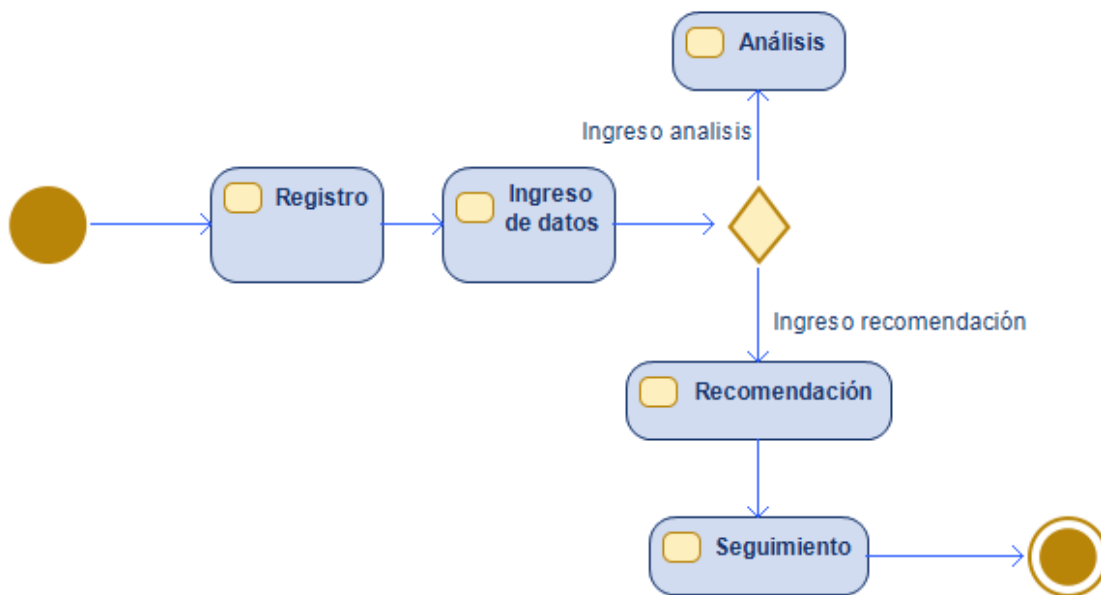 Análisis
Ingreso analisis
Registro
Ingreso
de datos
Ingreso recomendación
Recomendación
Seguimiento